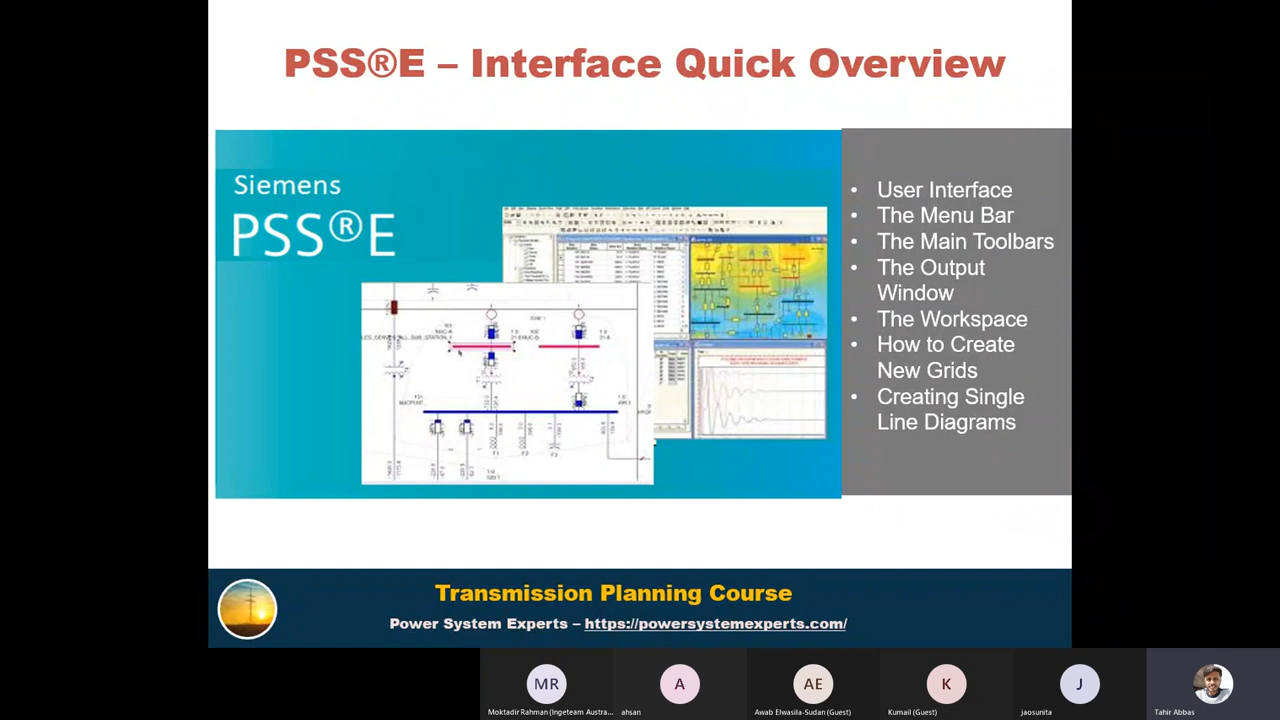 PSS®E – Interface Quick Overview
Siemens
PSS®E
• User Interface
• The Menu Bar
• The Main Toolbars
• The Output
Window
• The Workspace
• How to Create
New Grids
• Creating Single
Line Diagrams
Transmission Planning Course
Power System Experts – https://powersystemexperts.com/
MR
A
AE
K
J
Moktadir Rahman (Ingeteam Austra...
ahsan
Awab Elwasila-Sudan (Guest)
Kumail (Guest)
jaosunita
Tahir Abbas